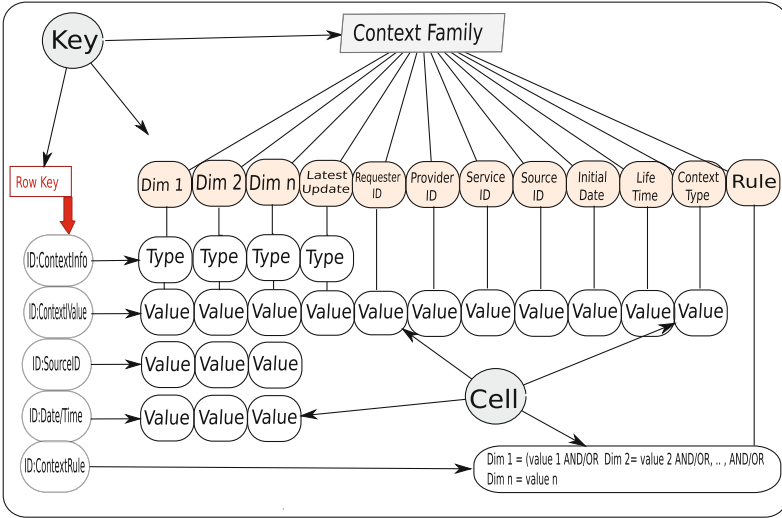 Key
Context Family
Row Key
Dim 1
Dim 2
Dim n
Latest
Update
Requester
ID
Provider
ID
Service
ID
Source
ID
Initial
Date
Life
Time
Context
Type
Rule
ID:ContextInfo
Type
Type
Type
Type
ID:ContextlValue
Value
Value
Value
Value
Value
Value
Value
Value
Value
Value
Value
ID:SourceID
Value
Value
Value
ID:Date/Time
Value
Value
Value
Cell
ID:ContextRule
Dim 1 = (value 1 AND/OR Dim 2= value 2 AND/OR, .. , AND/OR
Dim n = value n